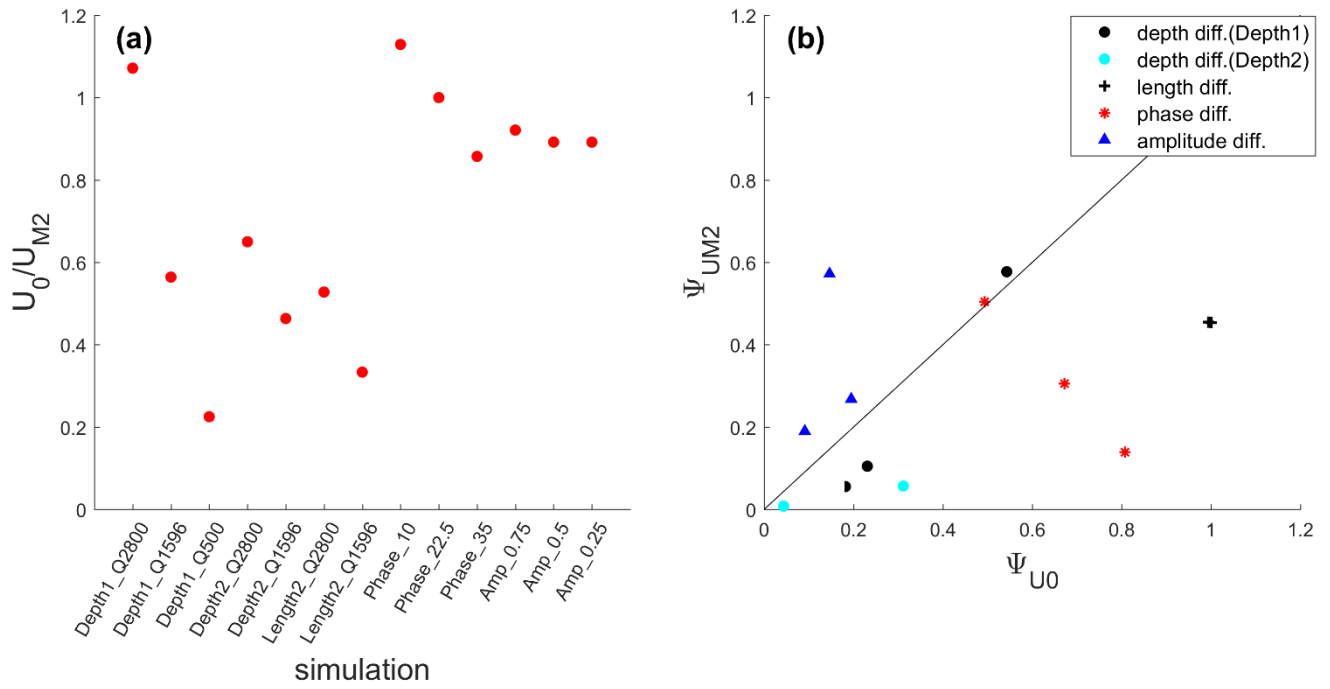 (a)
1.2
1
0.8
0.6
0.4
0.2
0
U0/UM2
Depth1_Q2800
Depth1_Q1596
Depth1_Q500
Depth2_Q2800
Depth2_Q1596
Length2_Q2800
Length2_Q1596
Phase_10
Phase_22.5
Phase_35
Amp_0.75
Amp_0.5
Amp_0.25
simulation
(b)
depth diff.(Depth1)
depth diff.(Depth2)
length diff.
phase diff.
amplitude diff.
1.2
1
0.8
0.6
0.4
0.2
0
ΨUM2
0 0.2 0.4 0.6 0.8 1 1.2
ΨU0